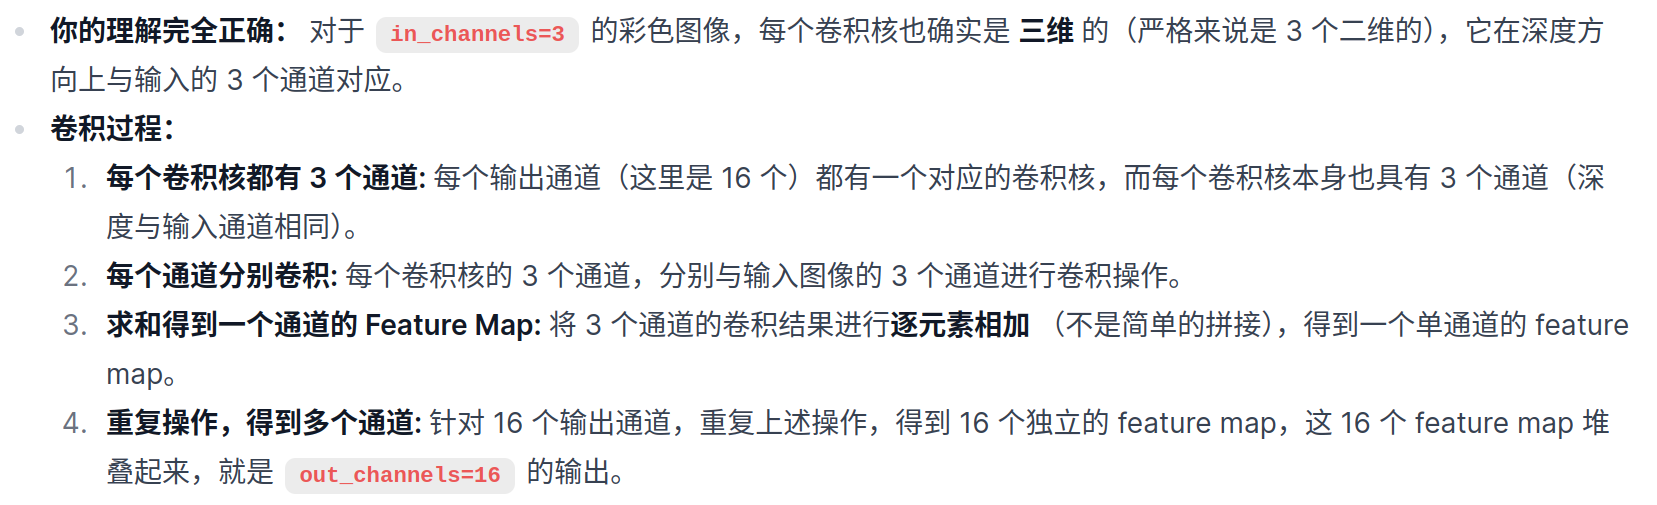 你的理解完全正确： 对于 in_channels=3 的彩色图像，每个卷积核也确实是 三维 的（严格来说是 3 个二维的），它在深度方
向上与输入的 3 个通道对应。
卷积过程：
1. 每个卷积核都有 3 个通道: 每个输出通道（这里是 16 个）都有一个对应的卷积核，而每个卷积核本身也具有 3 个通道（深
度与输入通道相同）。
2. 每个通道分别卷积: 每个卷积核的 3 个通道，分别与输入图像的 3 个通道进行卷积操作。
3. 求和得到一个通道的 Feature Map: 将 3 个通道的卷积结果进行逐元素相加 （不是简单的拼接），得到一个单通道的 feature
map。
4. 重复操作，得到多个通道: 针对 16 个输出通道，重复上述操作，得到 16 个独立的 feature map，这 16 个 feature map 堆
叠起来，就是 out_channels=16 的输出。